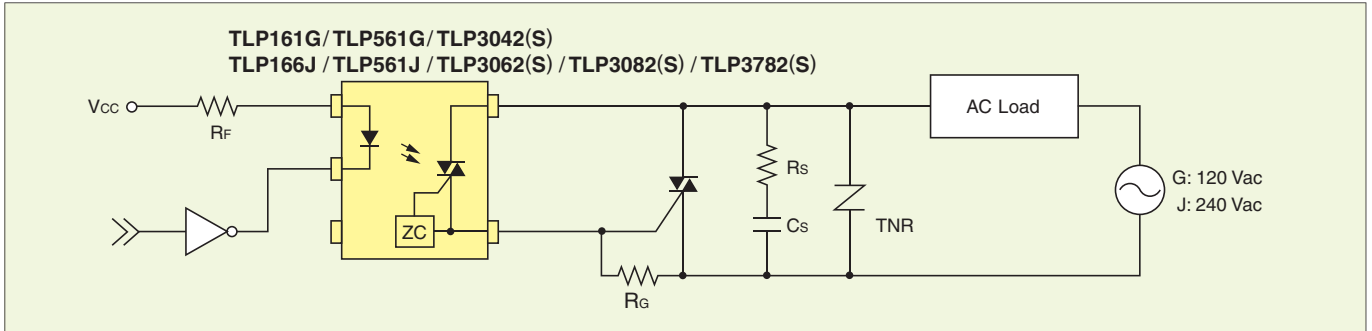 TLP161G/TLP561G/TLP3042(S)
TLP166J/TLP561J/TLP3062(S)/TLP3082(S)/TLP3782(S)
VCC
RF
ZC
RG
RS
CS
TNR
AC Load
G: 120 Vac
J: 240 Vac